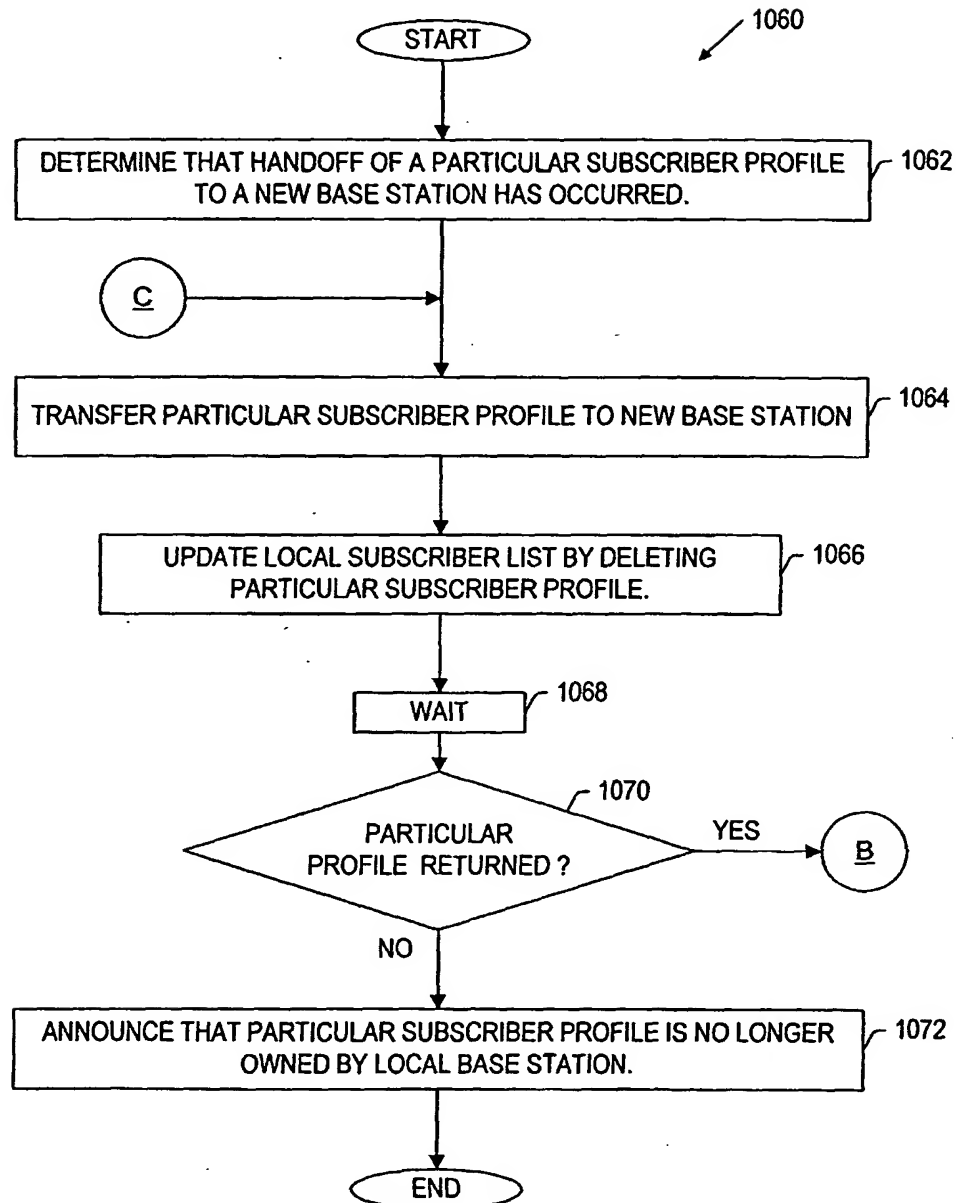 START
1060
DETERMINE THAT HANDOFF OF A PARTICULAR SUBSCRIBER PROFILE
TO A NEW BASE STATION HAS OCCURRED.
1062
C
TRANSFER PARTICULAR SUBSCRIBER PROFILE TO NEW BASE STATION
1064
UPDATE LOCAL SUBSCRIBER LIST BY DELETING
PARTICULAR SUBSCRIBER PROFILE.
1066
WAIT
1068
1070
PARTICULAR
PROFILE RETURNED ?
YES
B
NO
ANNOUNCE THAT PARTICULAR SUBSCRIBER PROFILE IS NO LONGER
OWNED BY LOCAL BASE STATION.
1072
END